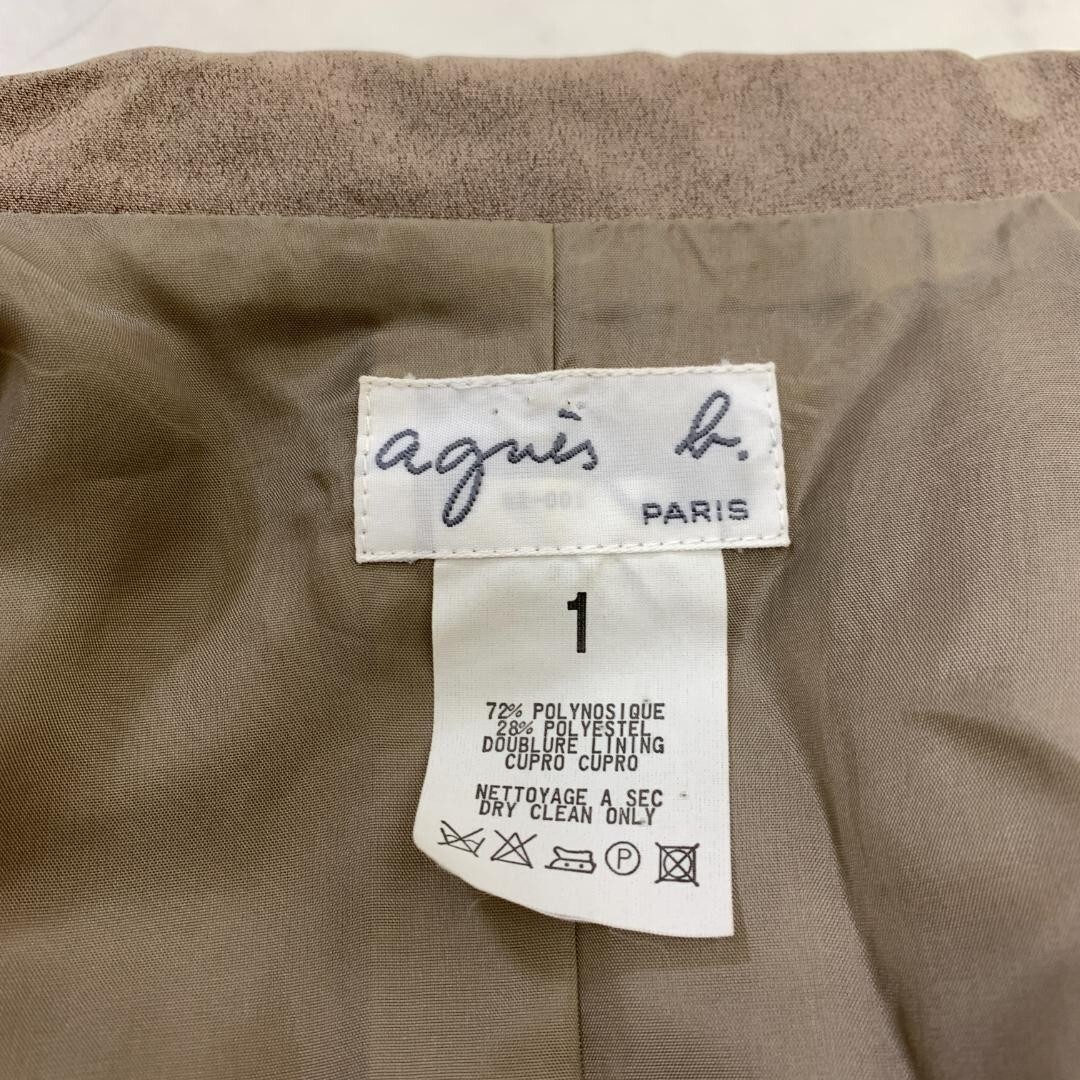 agnès b.
PARIS
1
72% POLYNOSIQUE
28% POLYESTEL
DOUBLURE LINING
CUPRO CUPRO
NETTOYAGE A SEC
DRY CLEAN ONLY
P